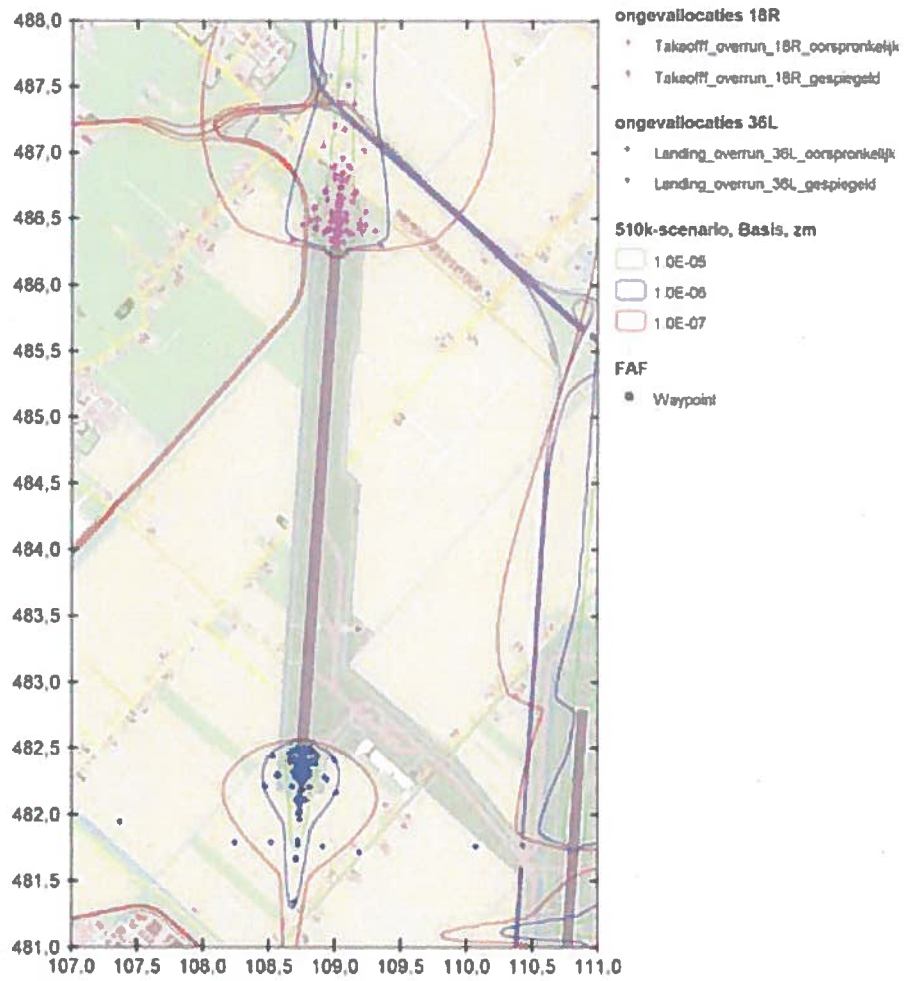 ongevallocaties 18R
Takeofff_overrun_18R_oorspronkelijk
Takeofff_overrun_18R_gespiegeld
ongevallocaties 36L
Landing_overrun_36L_oorspronkelijk
Landing_overrun_36L_gespiegeld
510k-scenario, Basis, zm
1.0E-05
1.0E-06
1.0E-07
FAF
Waypoint
488,0
487,5
487,0
486,5
486,0
485,5
485,0
484,5
484,0
483,5
483,0
482,5
482,0
481,5
481,0
107,0 107,5 108,0 108,5 109,0 109,5 110,0 110,5 111,0